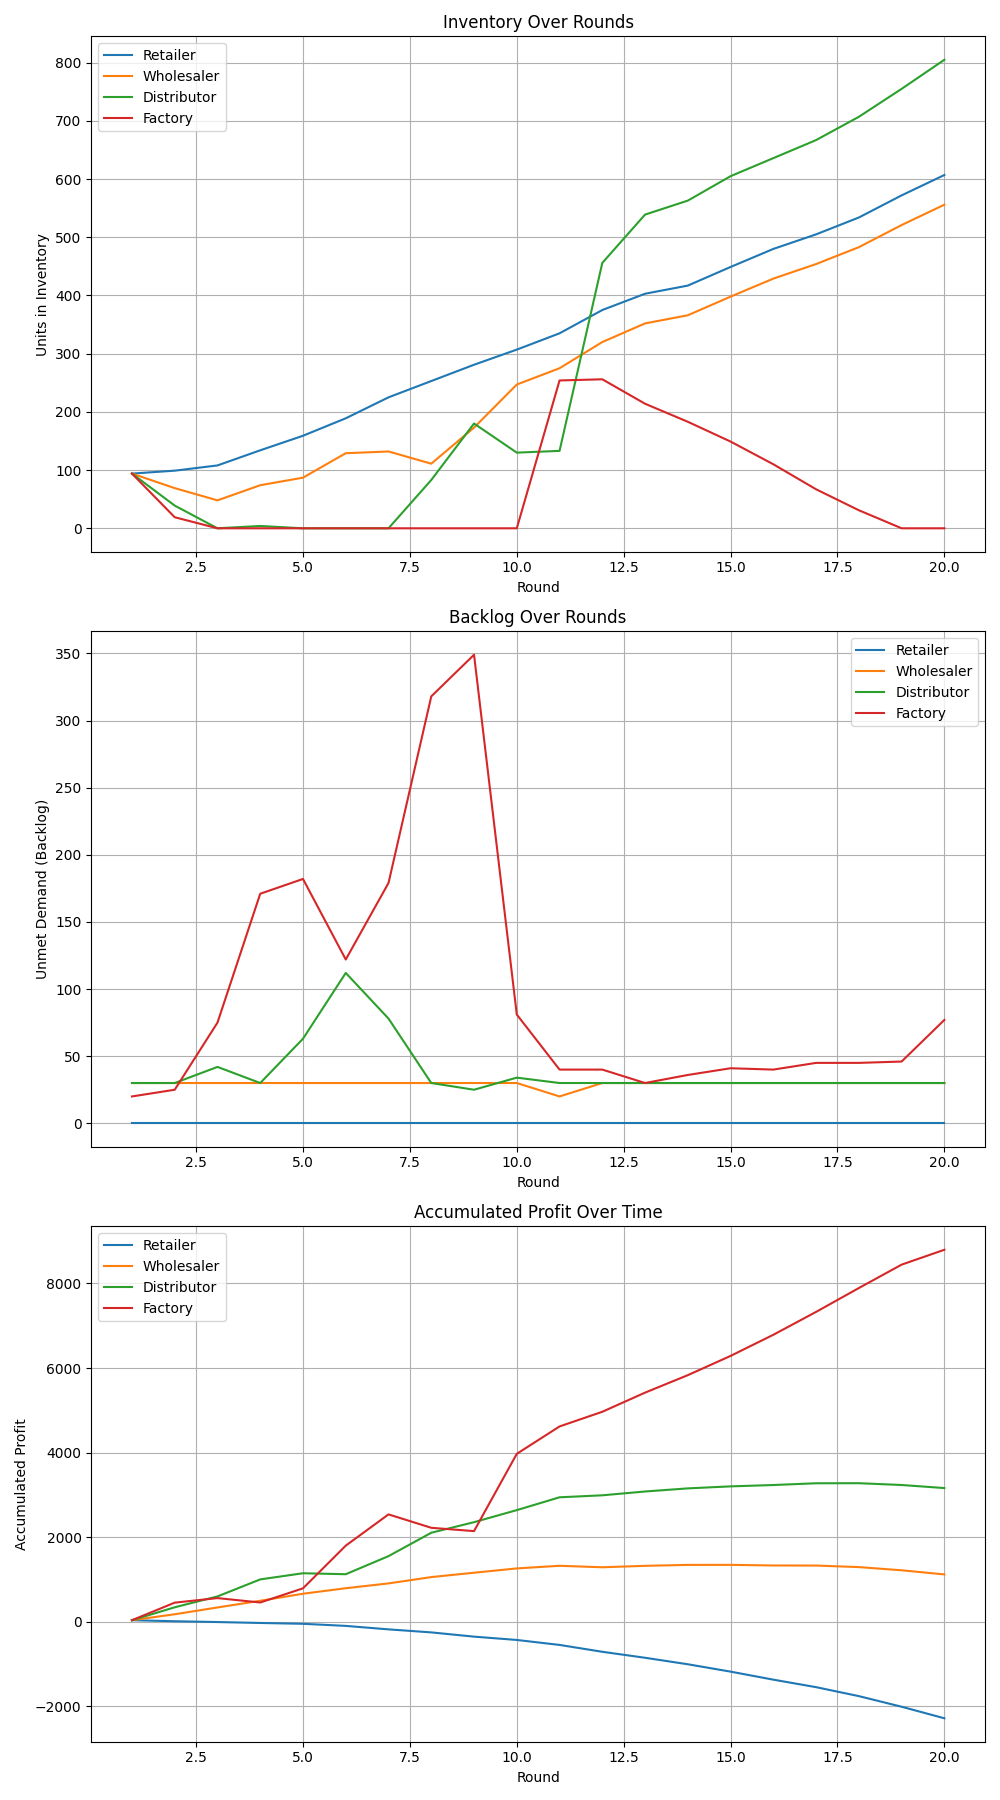 Inventory Over Rounds
Retailer
Wholesaler
Distributor
Factory
800
700
600
500
400
300
200
100
0
Units in Inventory
2.5 5.0 7.5 10.0 12.5 15.0 17.5 20.0
Round
Backlog Over Rounds
Retailer
Wholesaler
Distributor
Factory
350
300
250
200
150
100
50
0
Unmet Demand (Backlog)
2.5 5.0 7.5 10.0 12.5 15.0 17.5 20.0
Round
Accumulated Profit Over Time
Retailer
Wholesaler
Distributor
Factory
8000
6000
4000
2000
0
−2000
Accumulated Profit
2.5 5.0 7.5 10.0 12.5 15.0 17.5 20.0
Round